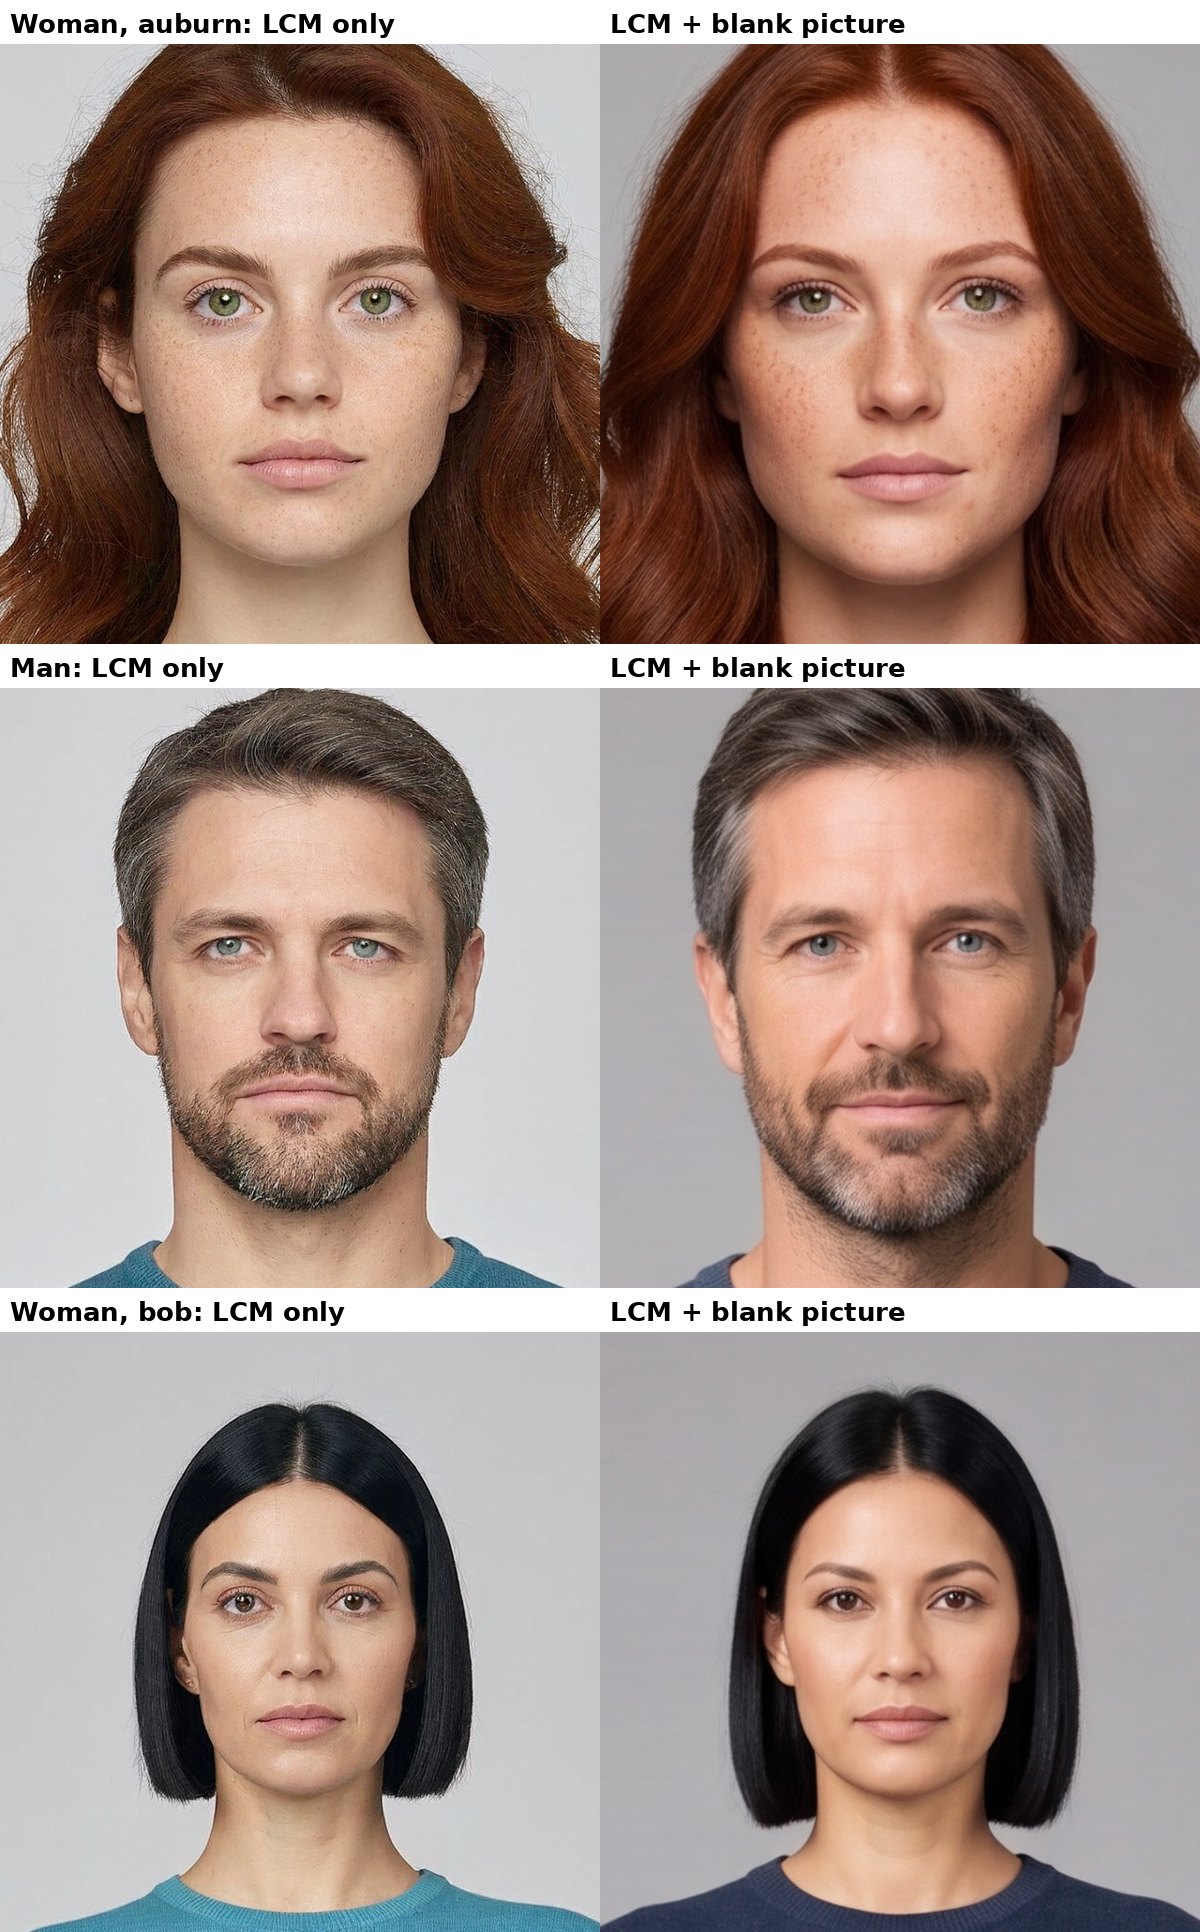 Woman, auburn: LCM only
LCM + blank picture
Man: LCM only
LCM + blank picture
Woman, bob: LCM only
LCM + blank picture